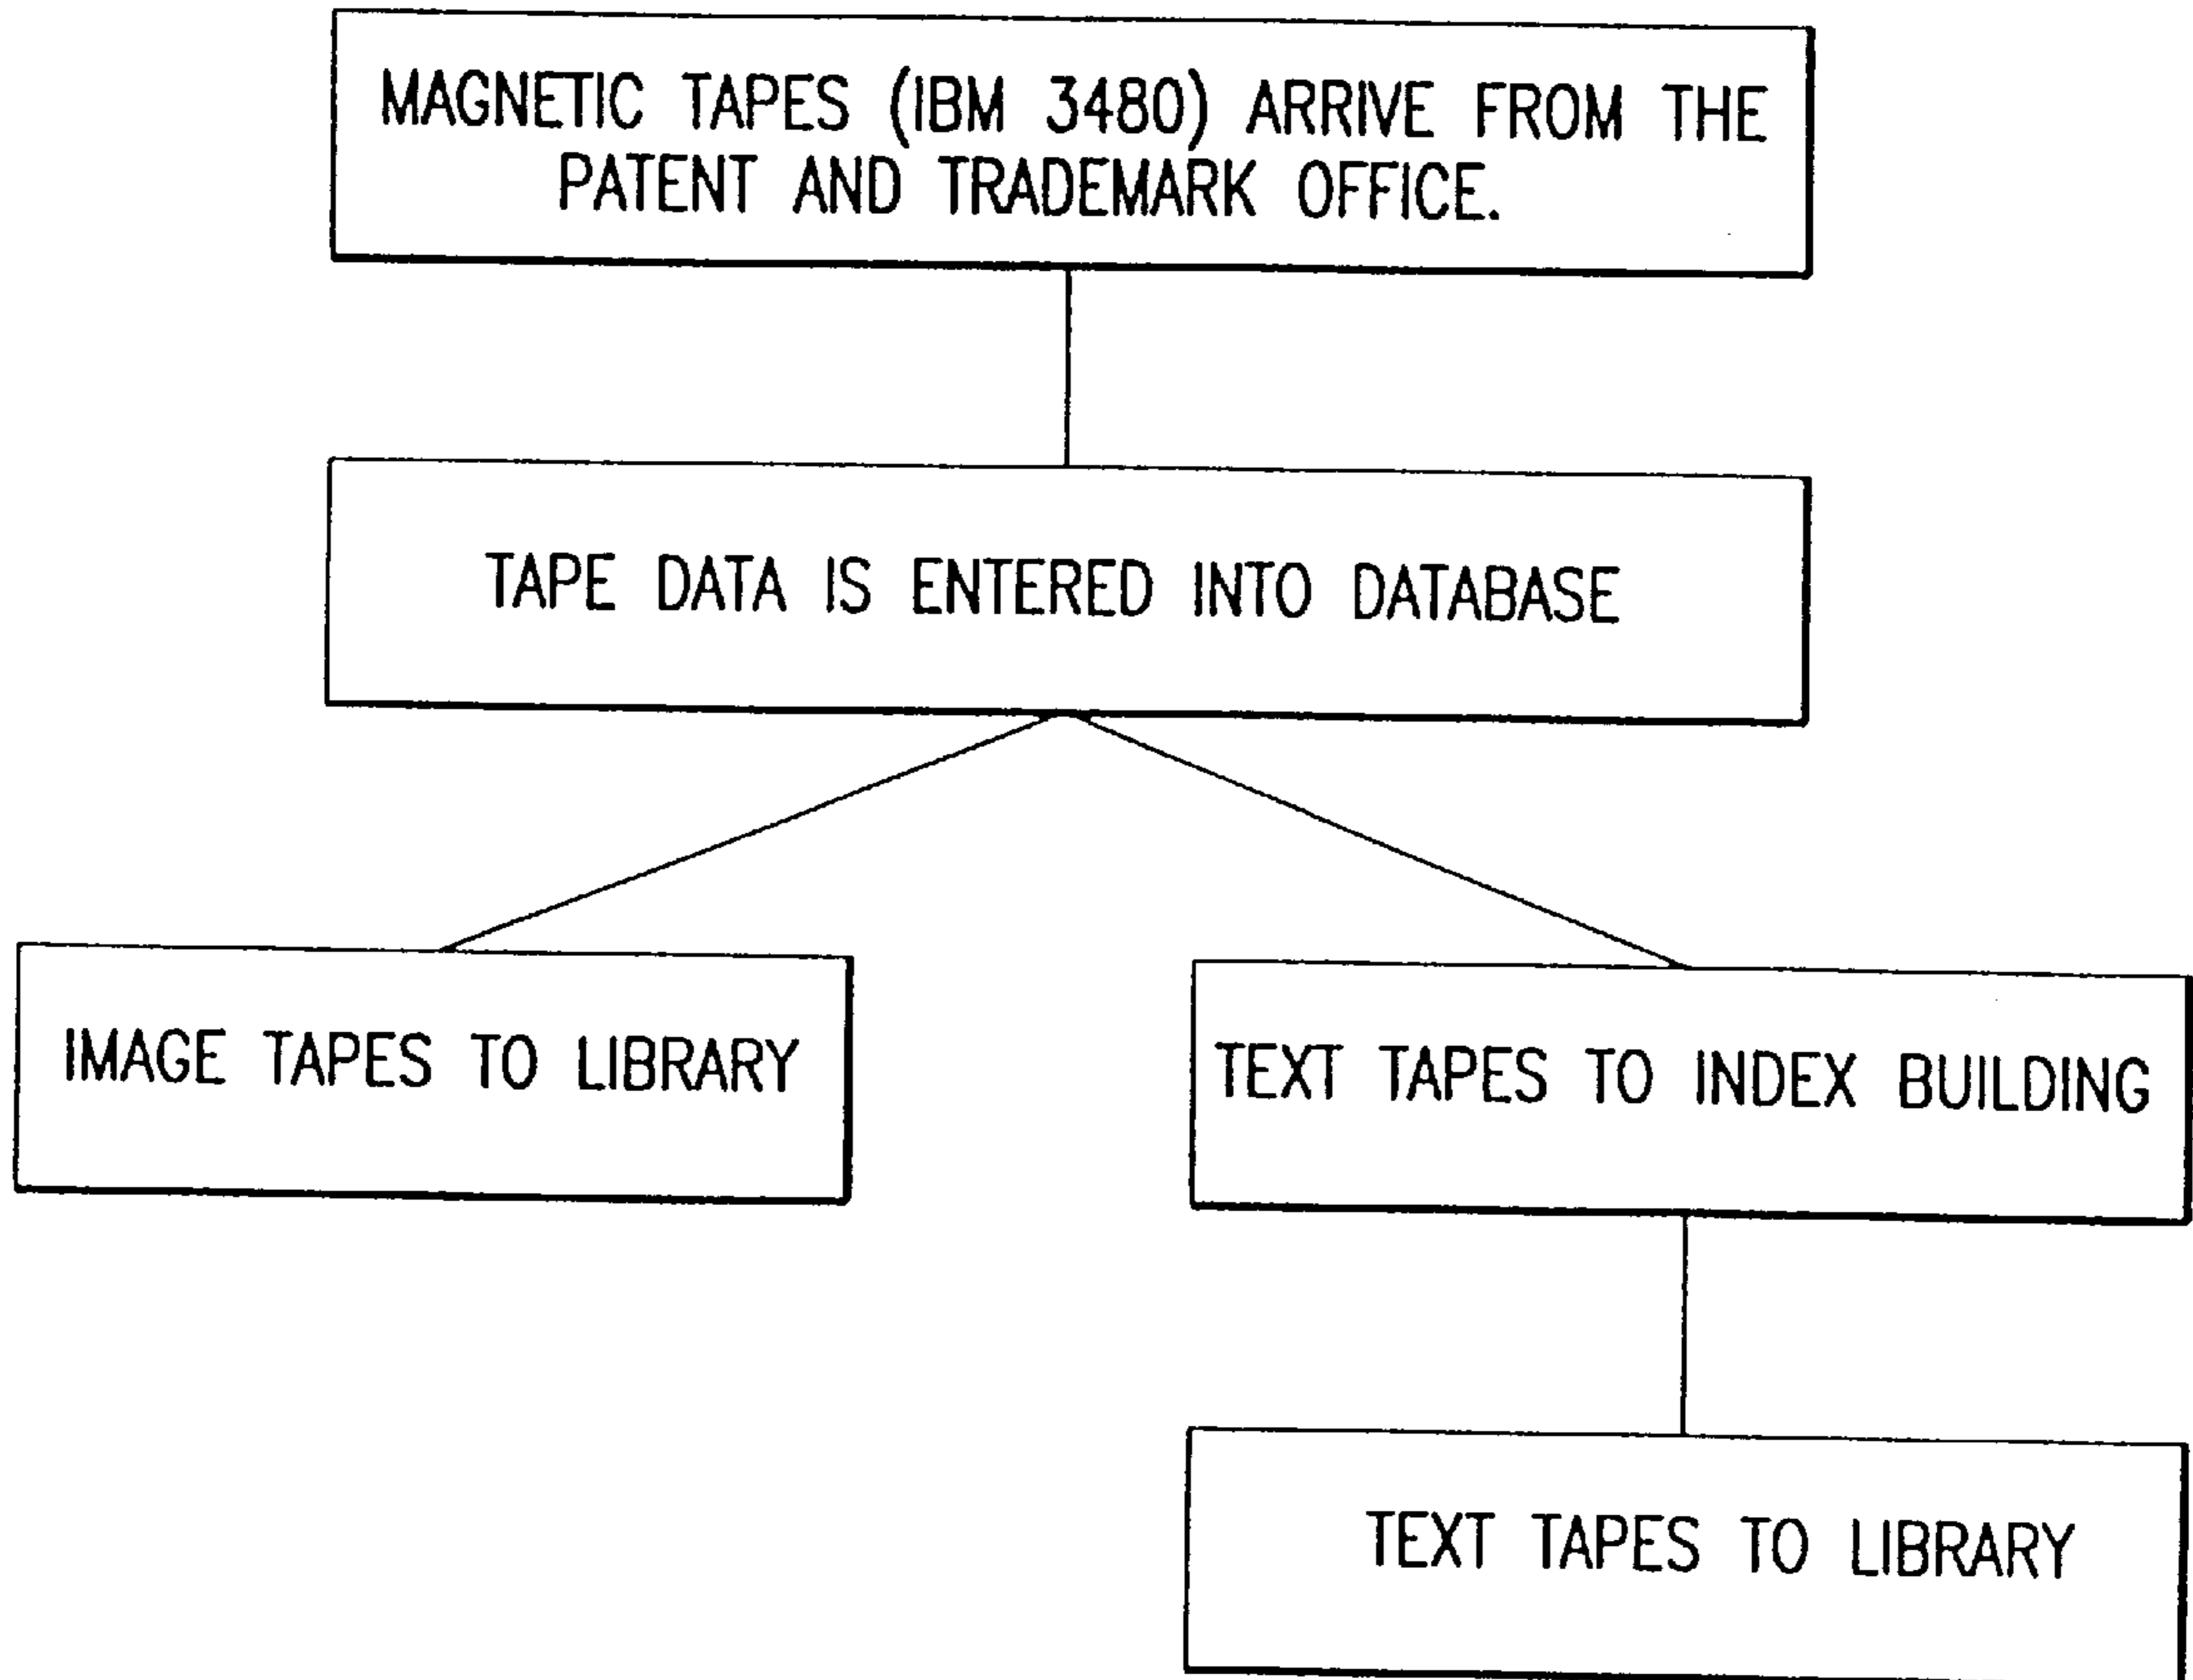 MAGNETIC TAPES (IBM 3480) ARRIVE FROM THE
PATENT AND TRADEMARK OFFICE.
TAPE DATA IS ENTERED INTO DATABASE
IMAGE TAPES TO LIBRARY
TEXT TAPES TO INDEX BUILDING
TEXT TAPES TO LIBRARY